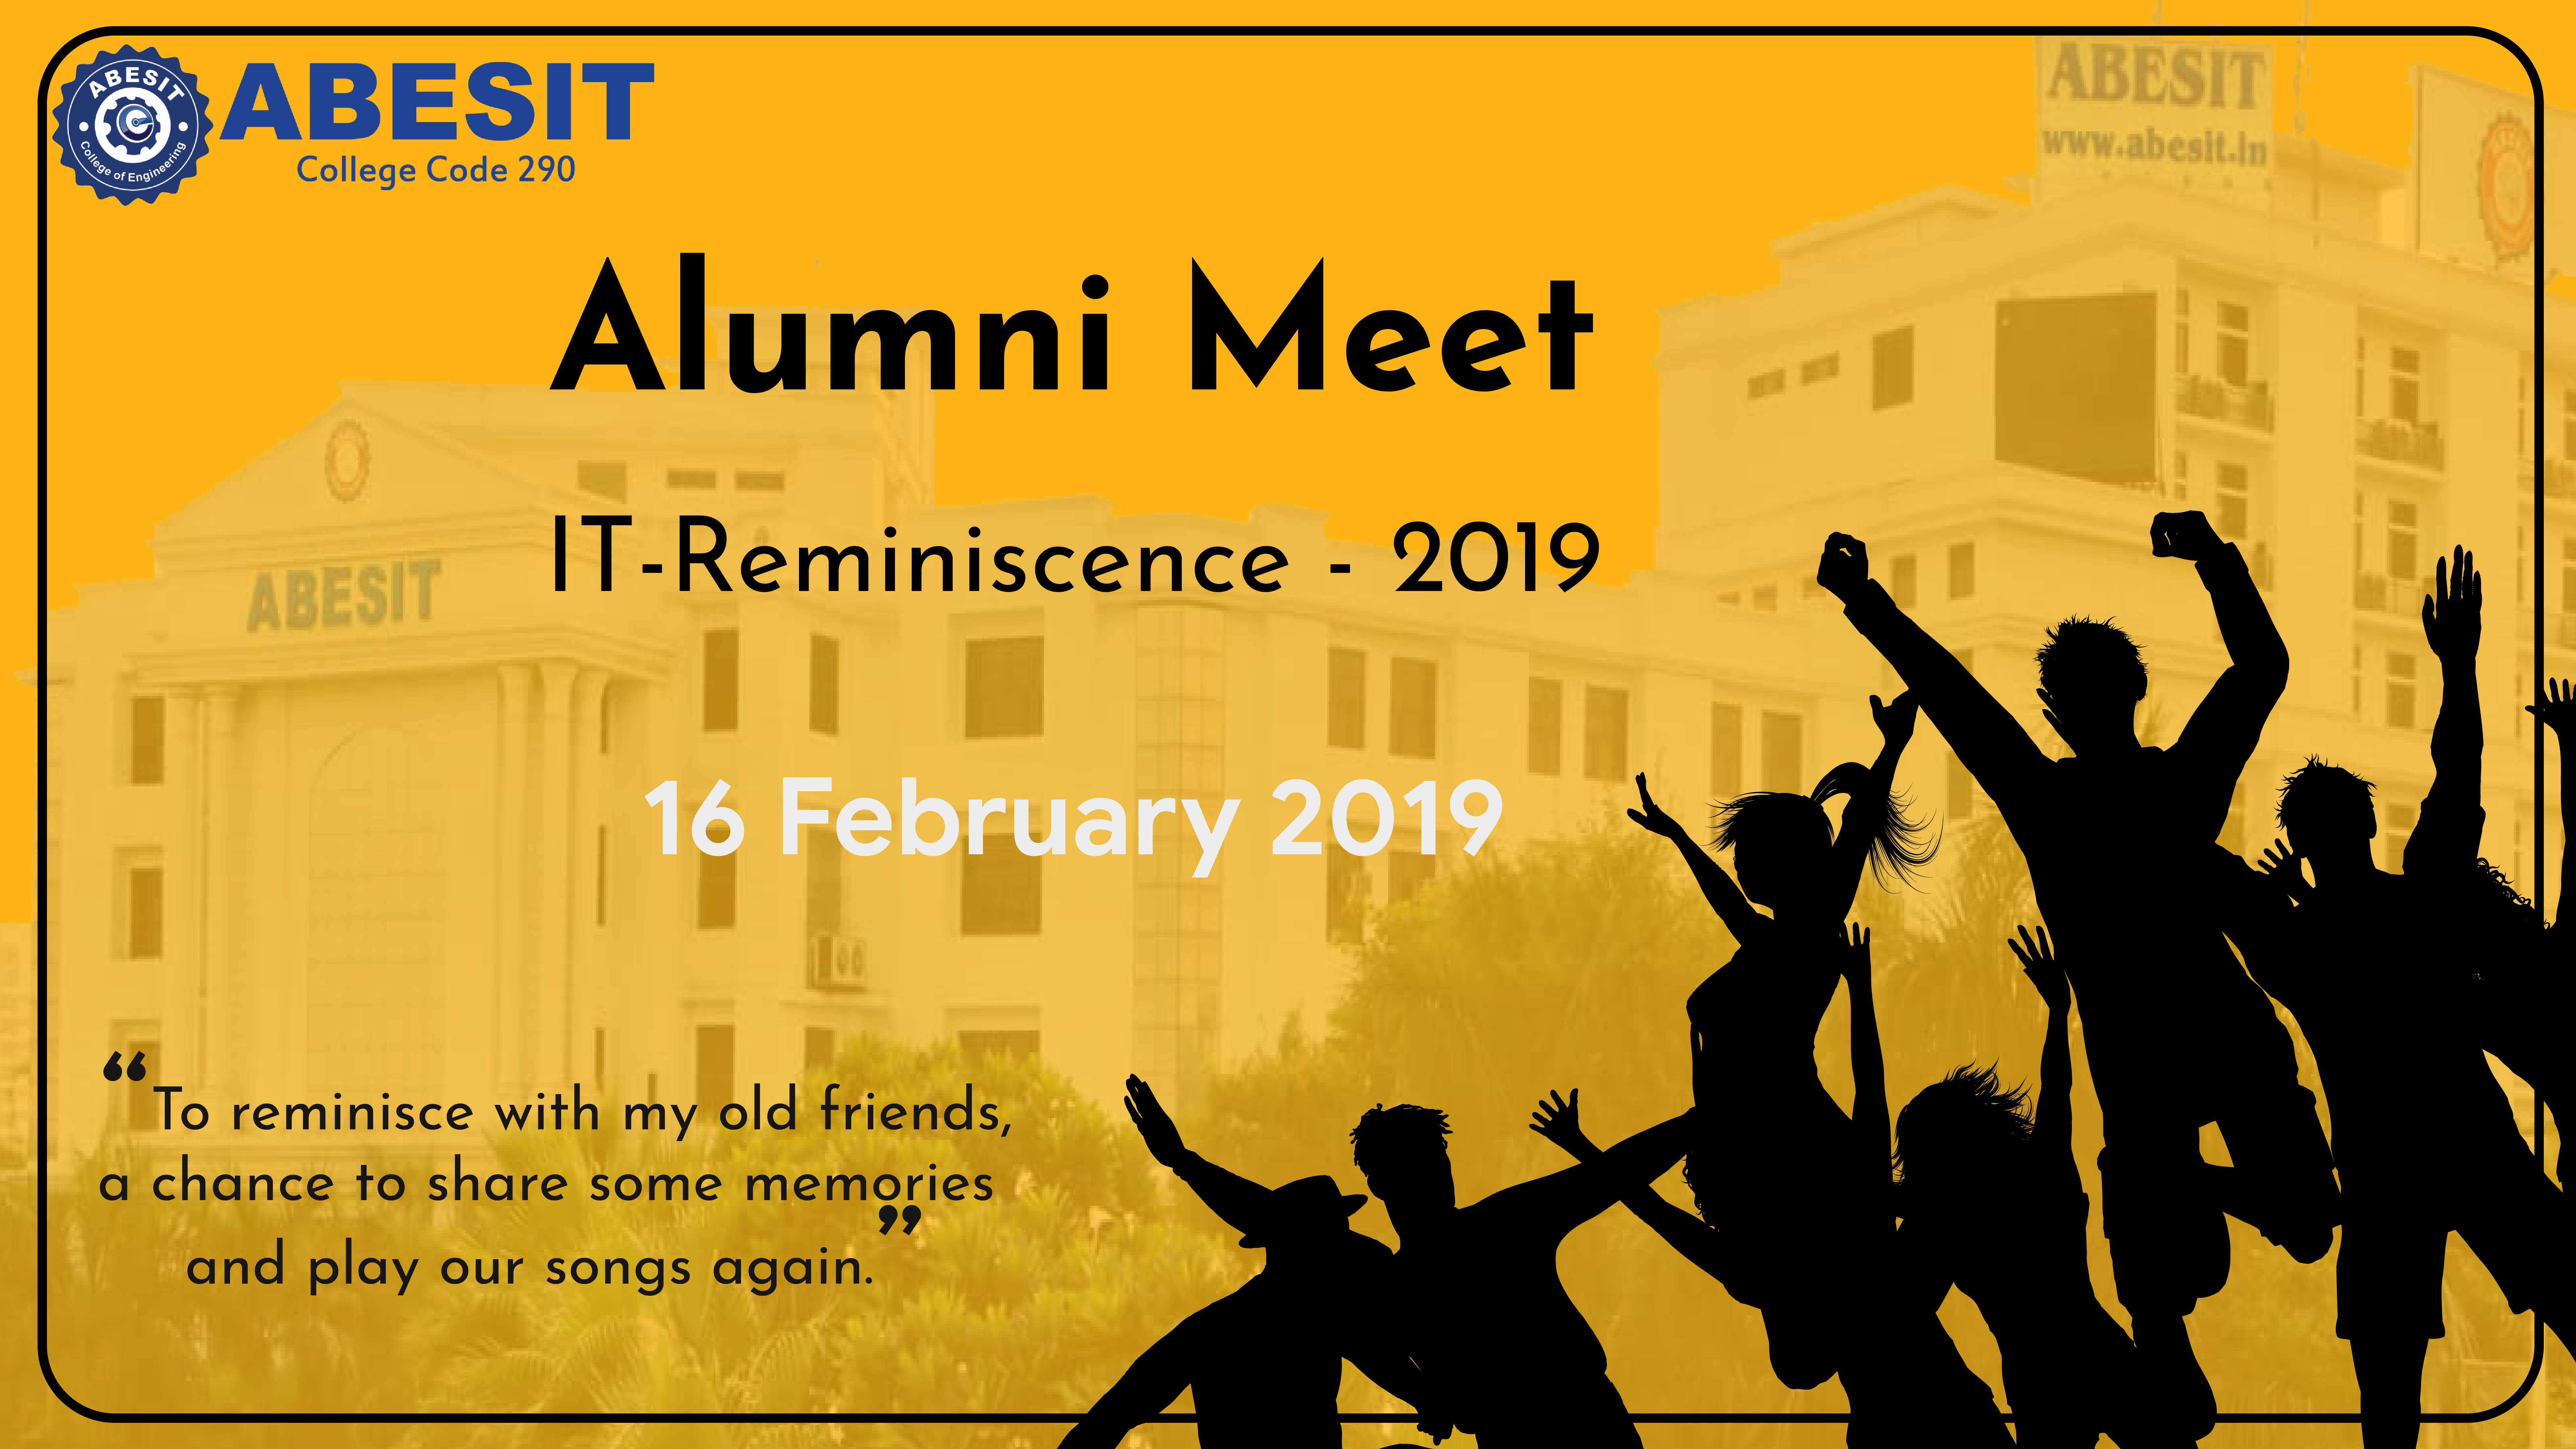 ABESIT
College of Engineering
ABESIT
College Code 290
ABESIT
www.abesit.in
Alumni Meet
IT-Reminiscence - 2019
ABESIT
16 February 2019
“To reminisce with my old friends,
a chance to share some memories
and play our songs again.”